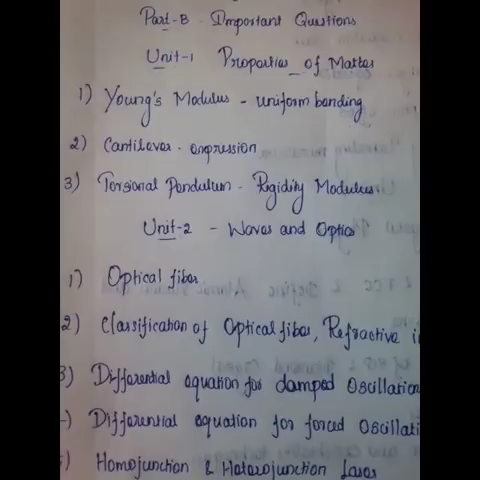 Part-B Important Questions
Unit-1 Properties of Matter
1) Young's Modulus - uniform bending
2) Cantilever - expression
3) Torsional Pendulum - Rigidity Modulus.
Unit-2 - Waves and Optics
1) Optical fiber
2) Classification of Optical fiber, Refractive i
3) Differential equation for damped Oscillation
) Differential equation for forced Oscillati
) Homojunction & Heterojunction Laser